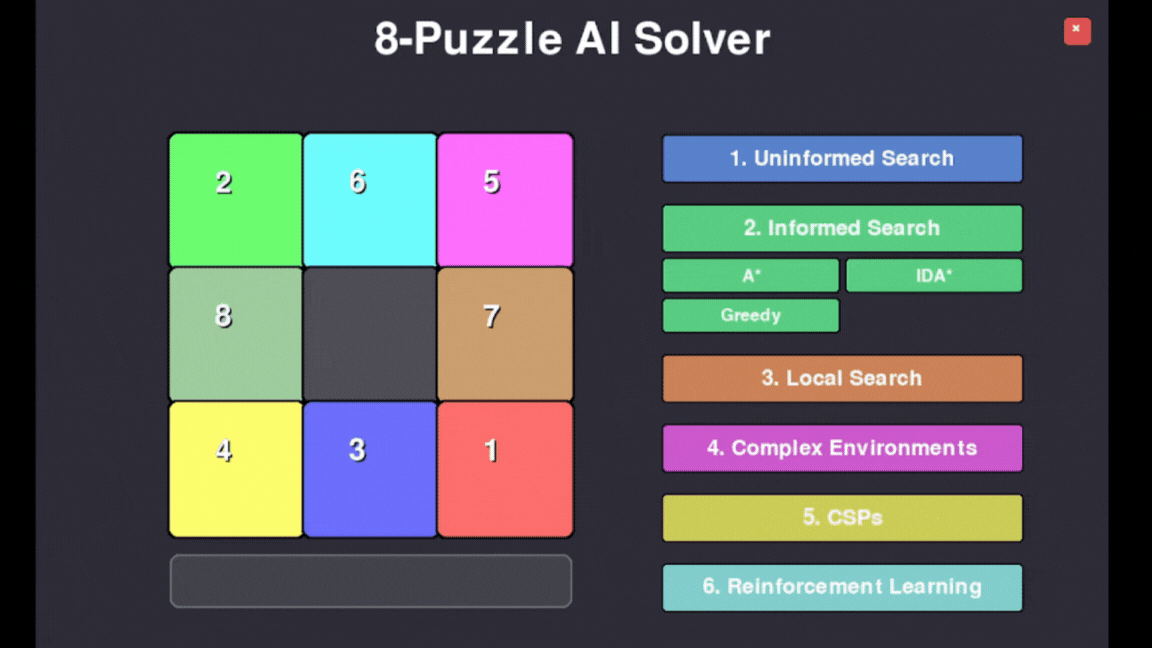 8-Puzzle AI Solver
×
2 6 5
8 7
4 3 1
1. Uninformed Search
2. Informed Search
A* IDA*
Greedy
3. Local Search
4. Complex Environments
5. CSPs
6. Reinforcement Learning